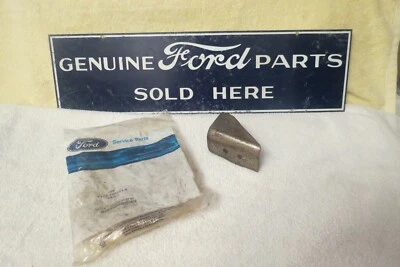 GENUINE Ford PARTS
SOLD HERE
Ford Service Parts